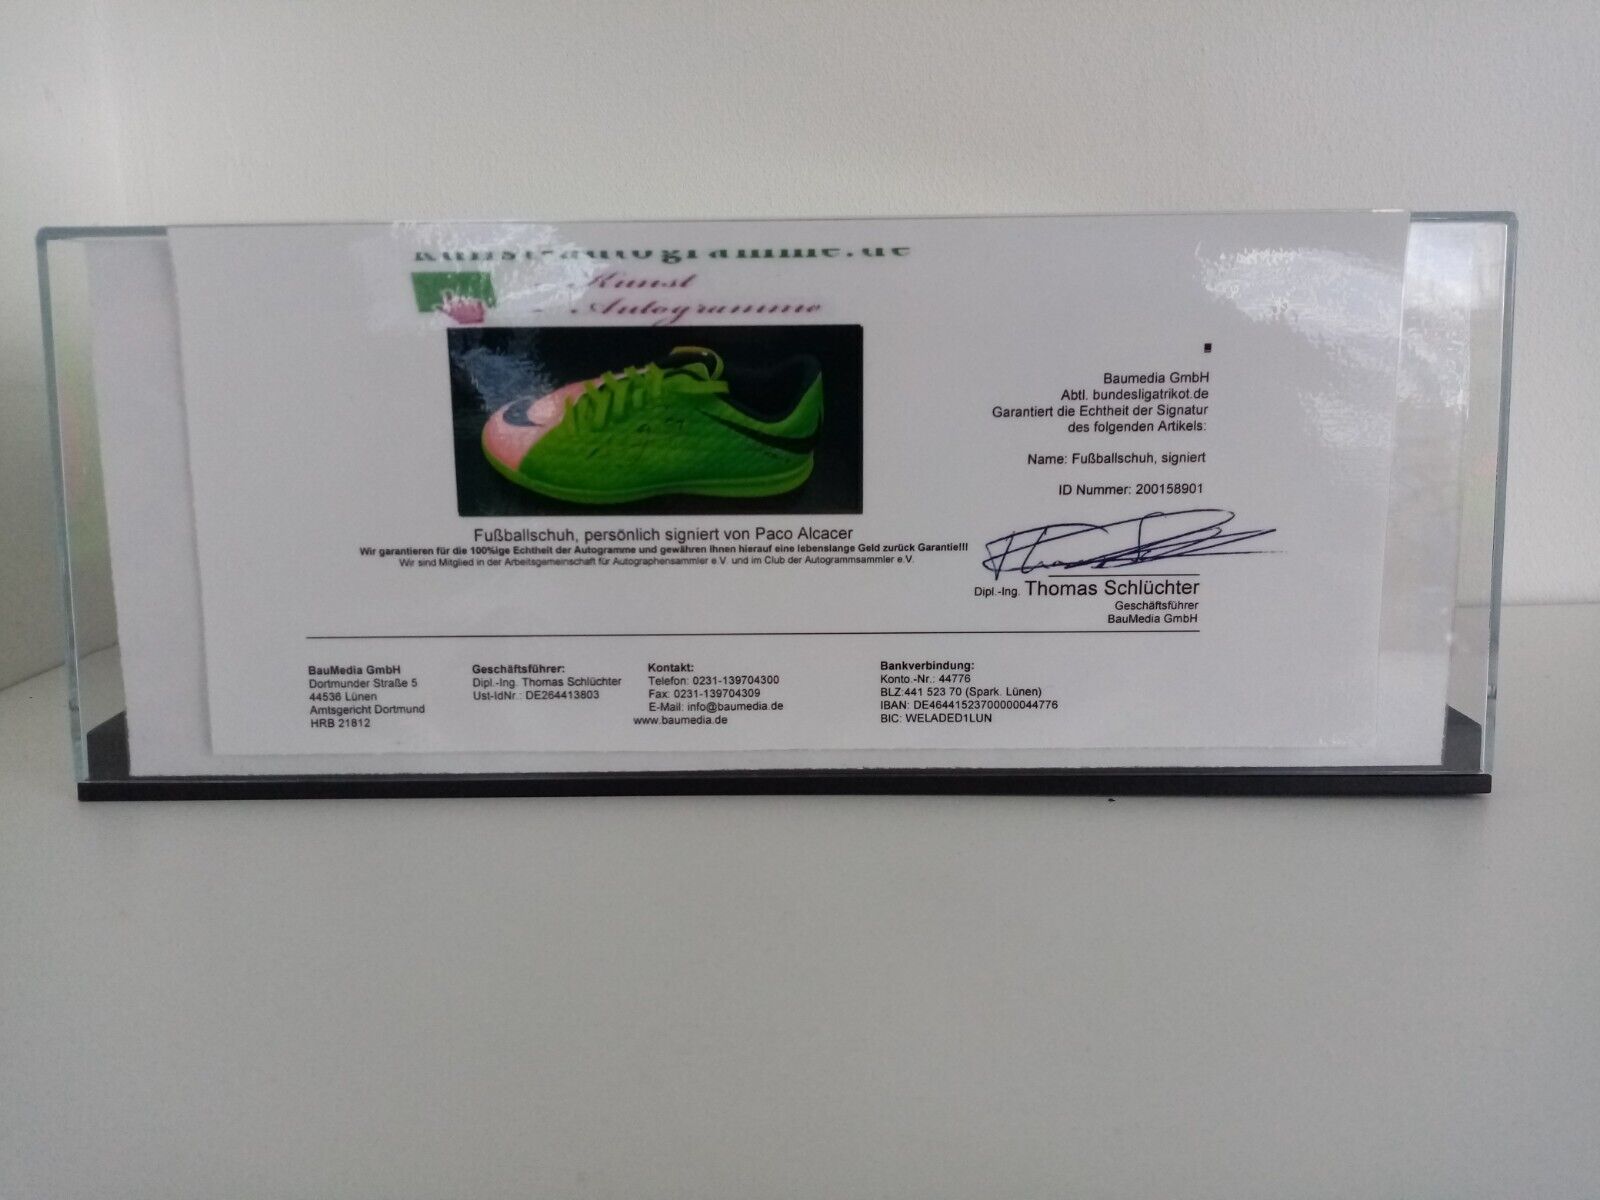 kunst-autogramme.de
Kunst
Autogramme
Baumedia GmbH
Abtl. bundesligatrikot.de
Garantiert die Echtheit der Signatur
des folgenden Artikels:
Name: Fußballschuh, signiert
ID Nummer: 200158901
Fußballschuh, persönlich signiert von Paco Alcacer
Wir garantieren für die 100%ige Echtheit der Autogramme und gewähren Ihnen hierauf eine lebenslange Geld zurück Garantie!!!
Wir sind Mitglied in der Arbeitsgemeinschaft für Autographensammler e.V. und im Club der Autogrammsammler e.V.
Dipl.-Ing. Thomas Schlüchter
Geschäftsführer
BauMedia GmbH
BauMedia GmbH
Dortmunder Straße 5
44536 Lünen
Amtsgericht Dortmund
HRB 21812
Geschäftsführer:
Dipl.-Ing. Thomas Schlüchter
Ust-IdNr.: DE264413803
Kontakt:
Telefon: 0231-139704300
Fax: 0231-139704309
E-Mail: info@baumedia.de
www.baumedia.de
Bankverbindung:
Konto.-Nr.: 44776
BLZ:441 523 70 (Spark. Lünen)
IBAN: DE46441523700000044776
BIC: WELADED1LUN